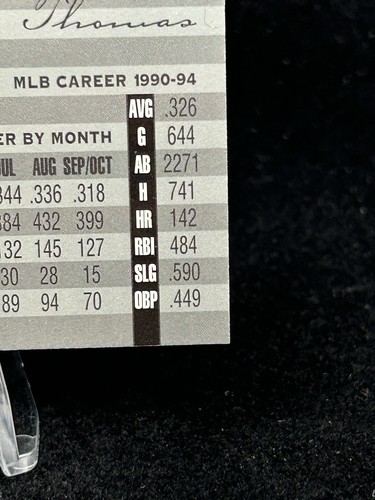 Thomas
MLB CAREER 1990-94
AVG .326
ER BY MONTH G 644
UL AUG SEP/OCT AB 2271
344 .336 .318 H 741
384 432 399 HR 142
132 145 127 RBI 484
30 28 15 SLG .590
89 94 70 OBP .449